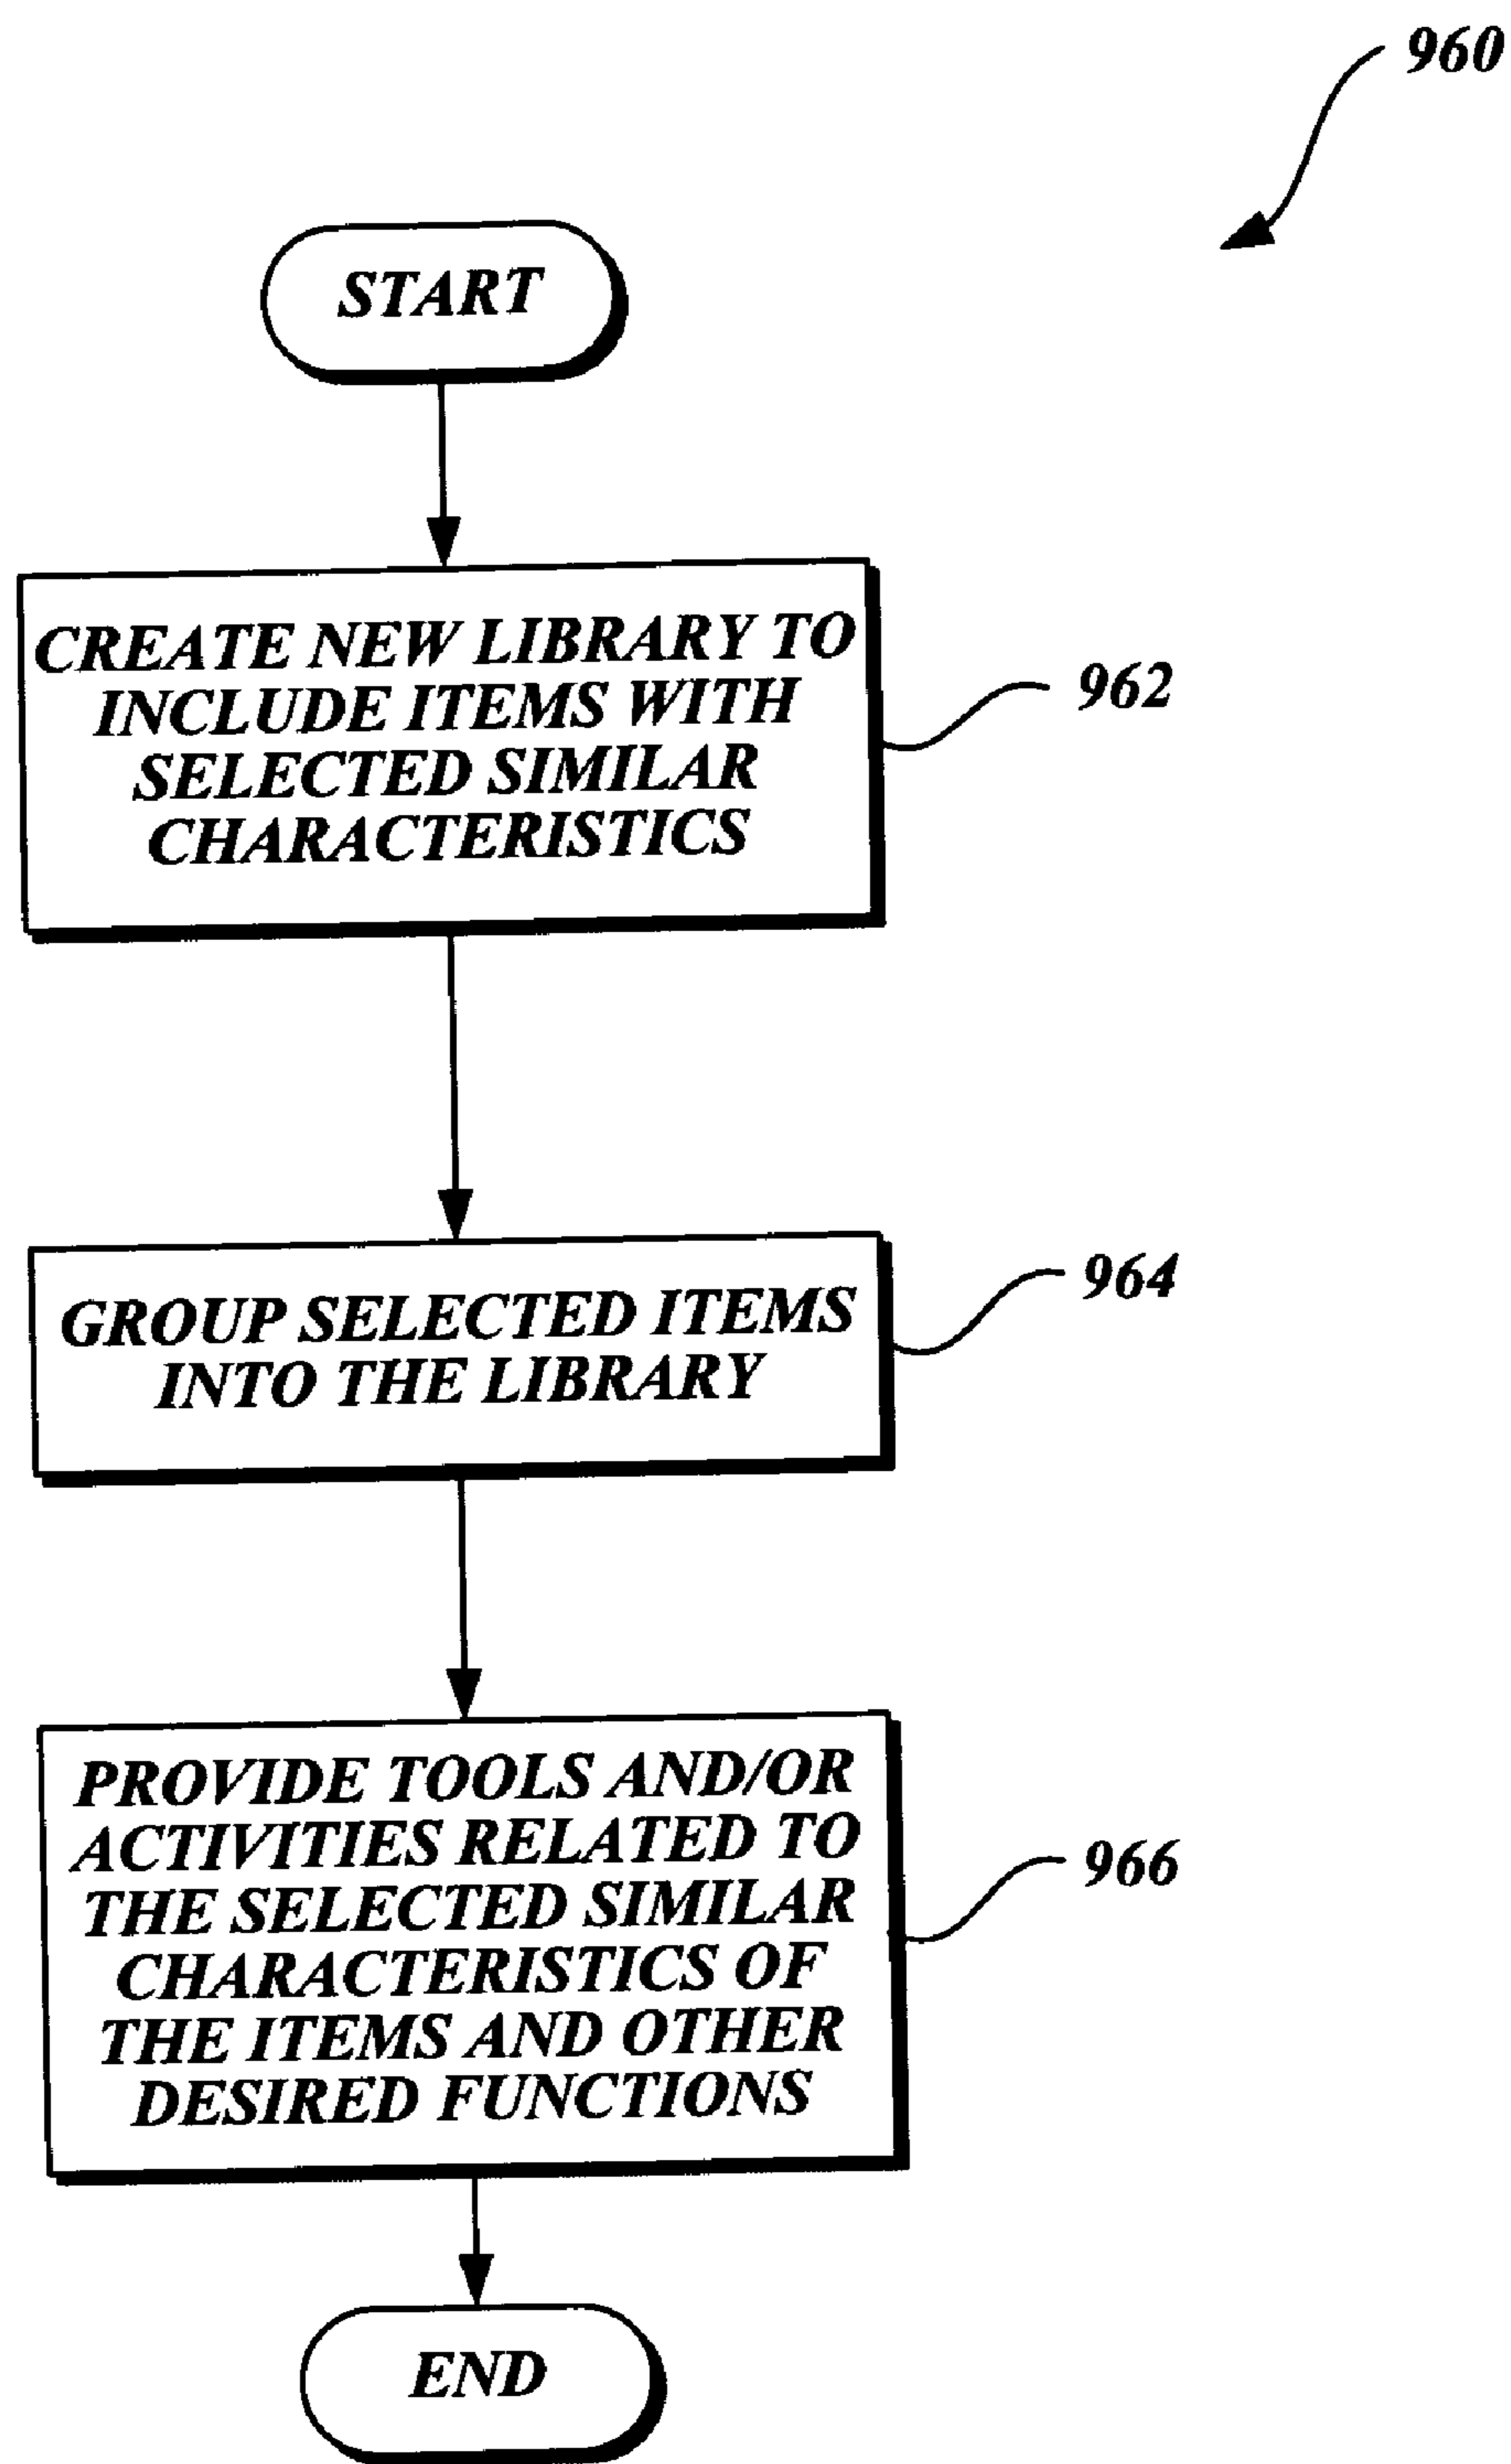 960
START
CREATE NEW LIBRARY TO
INCLUDE ITEMS WITH
SELECTED SIMILAR
CHARACTERISTICS
962
GROUP SELECTED ITEMS
INTO THE LIBRARY
964
PROVIDE TOOLS AND/OR
ACTIVITIES RELATED TO
THE SELECTED SIMILAR
CHARACTERISTICS OF
THE ITEMS AND OTHER
DESIRED FUNCTIONS
966
END